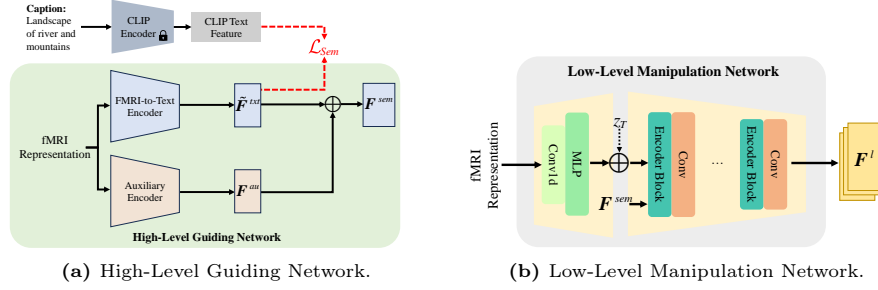 Caption:
Landscape
of river and
mountains
CLIP
Encoder
CLIP Text
Feature
ℒ_Sem
FMRI-to-Text
Encoder
F̃^txt
F^sem
fMRI
Representation
Auxiliary
Encoder
F^au
High-Level Guiding Network
(a) High-Level Guiding Network.
Low-Level Manipulation Network
fMRI
Representation
Conv1d
MLP
z_T
F^sem
Encoder Block
Conv
...
Encoder Block
Conv
F^l
(b) Low-Level Manipulation Network.